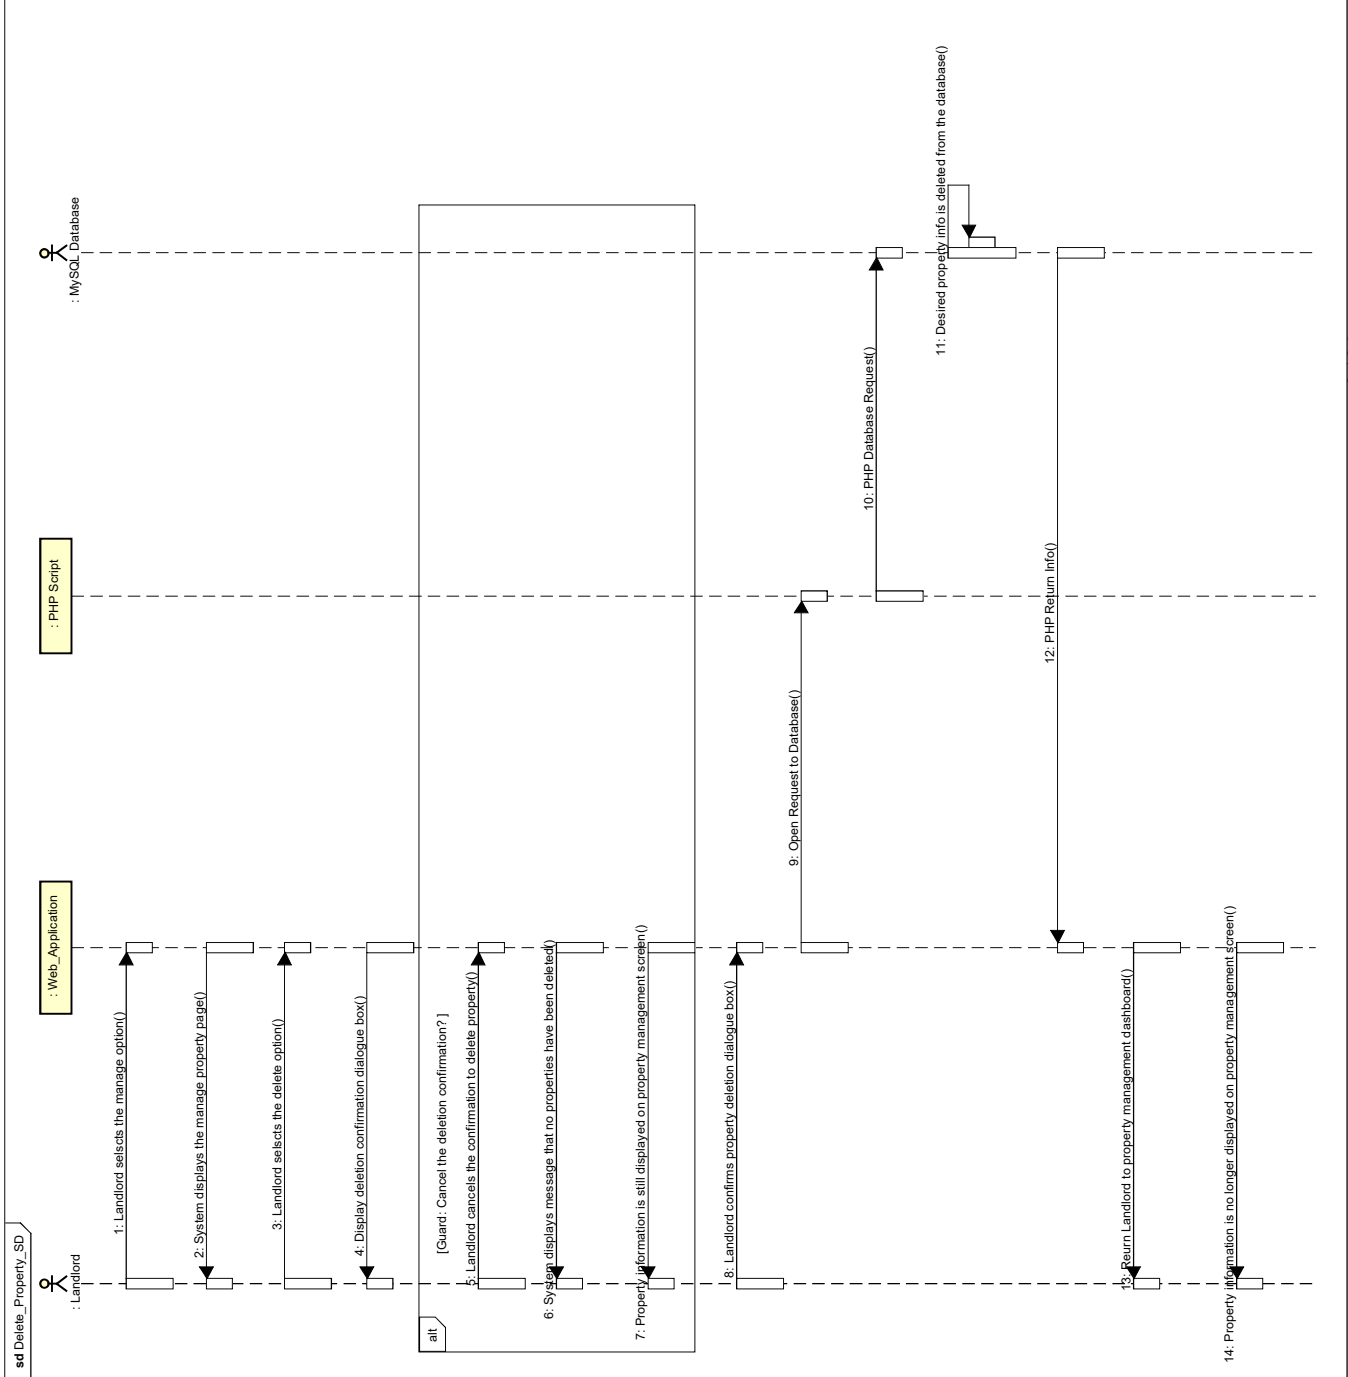 sd Delete_Property_SD
: Landlord
: Web_Application
: PHP Script
: MySQL Database
1: Landlord selscts the manage option()
2: System displays the manage property page()
3: Landlord selscts the delete option()
4: Display deletion confirmation dialogue box()
alt
[Guard: Cancel the deletion confirmation? ]
5: Landlord cancels the confirmation to delete property()
6: System displays message that no properties have been deleted()
7: Property information is still displayed on property management screen()
8: Landlord confirms property deletion dialogue box()
9: Open Request to Database()
10: PHP Database Request()
11: Desired property info is deleted from the database()
12: PHP Return Info()
13: Reurn Landlord to property management dashboard()
14: Property information is no longer displayed on property management screen()